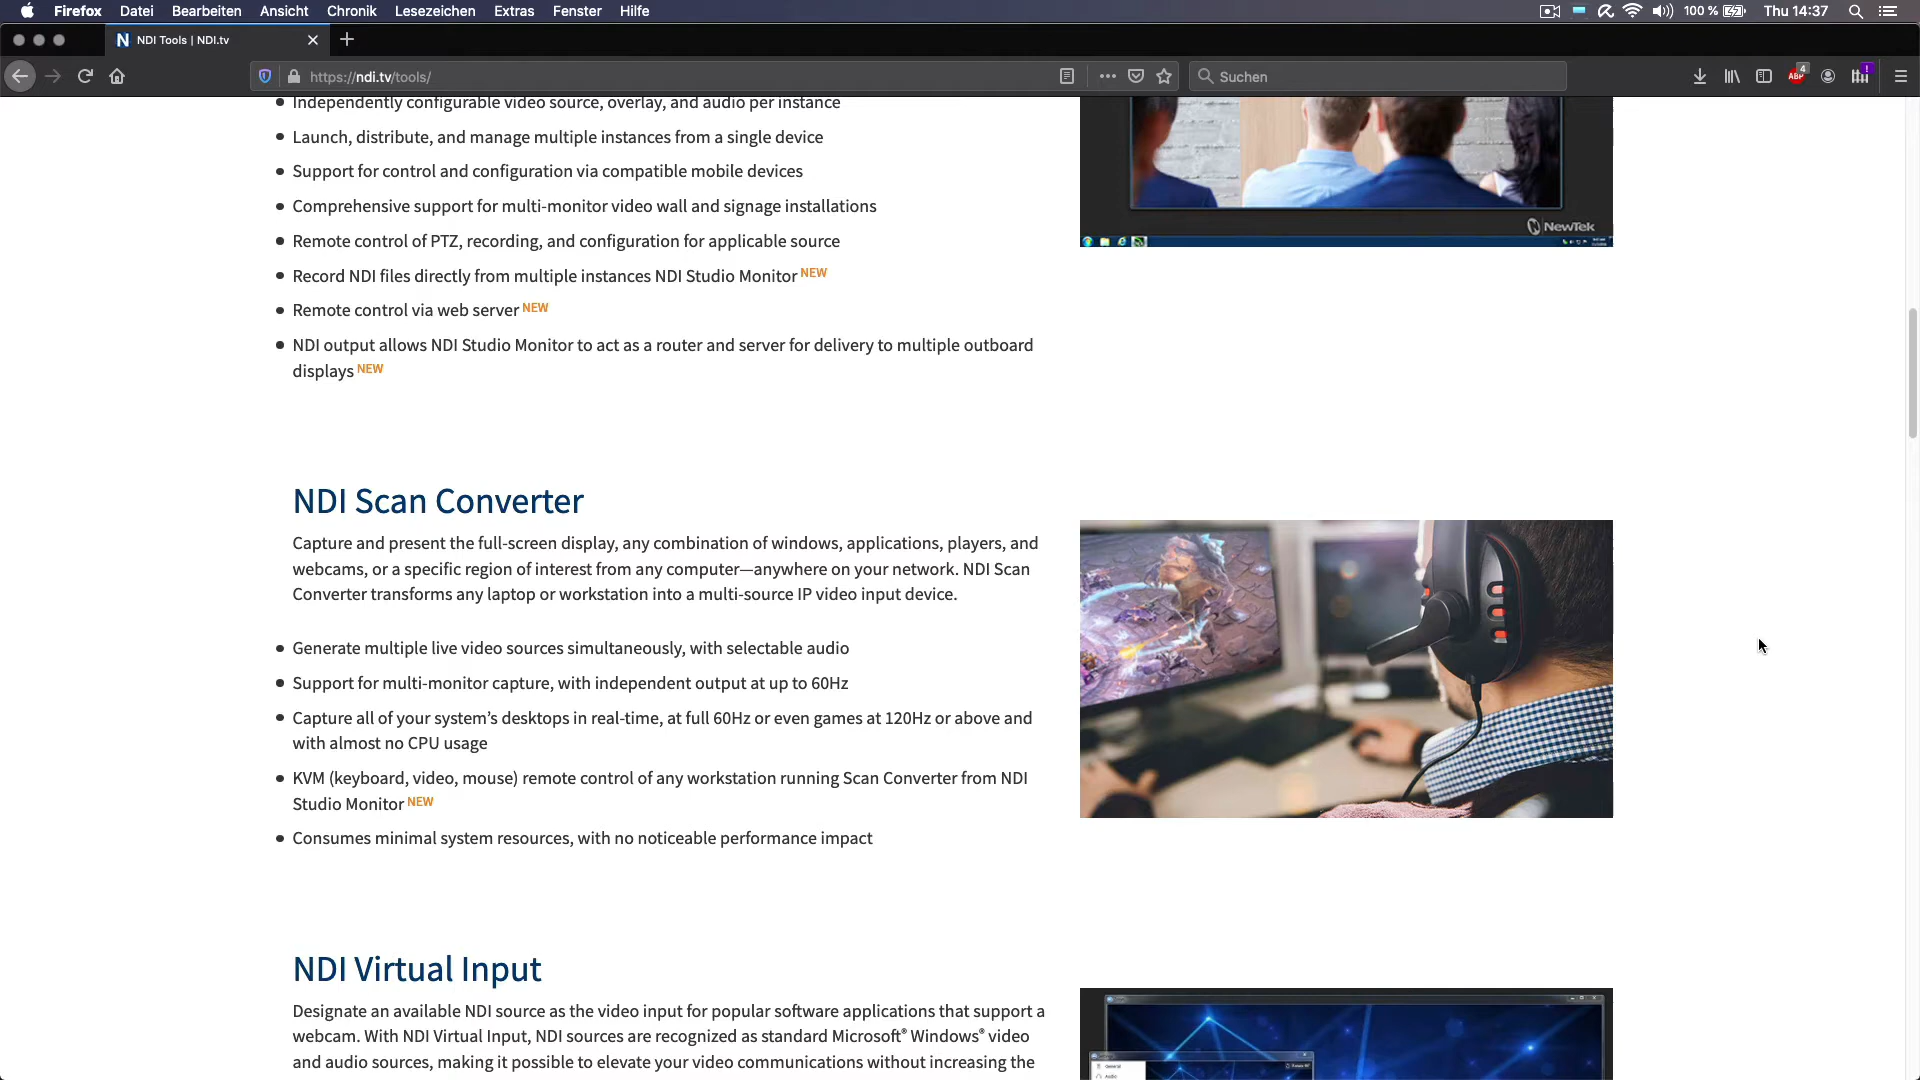 Firefox Datei Bearbeiten Ansicht Chronik Lesezeichen Extras Fenster Hilfe 100 % Thu 14:37
NDI Tools | NDI.tv
https://ndi.tv/tools/ Suchen ABP 4 !
Independently configurable video source, overlay, and audio per instance
Launch, distribute, and manage multiple instances from a single device
Support for control and configuration via compatible mobile devices
Comprehensive support for multi-monitor video wall and signage installations
Remote control of PTZ, recording, and configuration for applicable source
NewTek
Record NDI files directly from multiple instances NDI Studio Monitor NEW
Remote control via web server NEW
NDI output allows NDI Studio Monitor to act as a router and server for delivery to multiple outboard
displays NEW
NDI Scan Converter
Capture and present the full-screen display, any combination of windows, applications, players, and
webcams, or a specific region of interest from any computer—anywhere on your network. NDI Scan
Converter transforms any laptop or workstation into a multi-source IP video input device.
Generate multiple live video sources simultaneously, with selectable audio
Support for multi-monitor capture, with independent output at up to 60Hz
Capture all of your system’s desktops in real-time, at full 60Hz or even games at 120Hz or above and
with almost no CPU usage
KVM (keyboard, video, mouse) remote control of any workstation running Scan Converter from NDI
Studio Monitor NEW
Consumes minimal system resources, with no noticeable performance impact
NDI Virtual Input
Designate an available NDI source as the video input for popular software applications that support a
webcam. With NDI Virtual Input, NDI sources are recognized as standard Microsoft® Windows® video
and audio sources, making it possible to elevate your video communications without increasing the
General
Audio